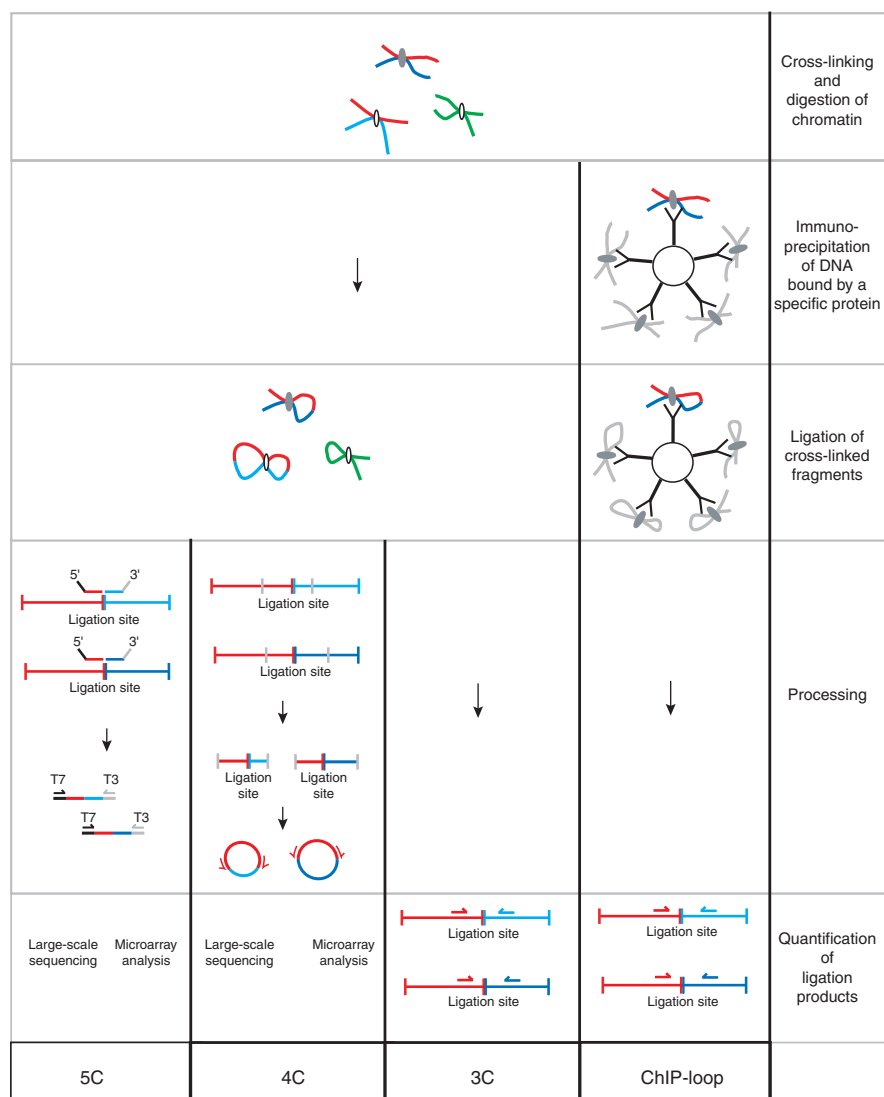 Cross-linking
and
digestion of
chromatin
Immuno-
precipitation
of DNA
bound by a
specific protein
Ligation of
cross-linked
fragments
5' 3'
Ligation site
5' 3'
Ligation site
T7 T3
T7 T3
Ligation site
Ligation site
Ligation Ligation
site site
Processing
Large-scale Microarray
sequencing analysis
Large-scale Microarray
sequencing analysis
Ligation site
Ligation site
Ligation site
Ligation site
Quantification
of
ligation
products
5C 4C 3C ChIP-loop